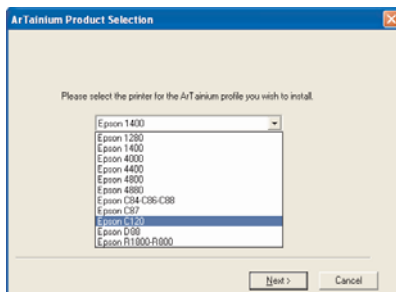 ArTainium Product Selection
Please select the printer for the ArTainium profile you wish to install.
Epson 1400
Epson 1280
Epson 1400
Epson 4000
Epson 4400
Epson 4800
Epson 4880
Epson C84-C86-C88
Epson C87
Epson C120
Epson D88
Epson R1800-R800
Next >
Cancel